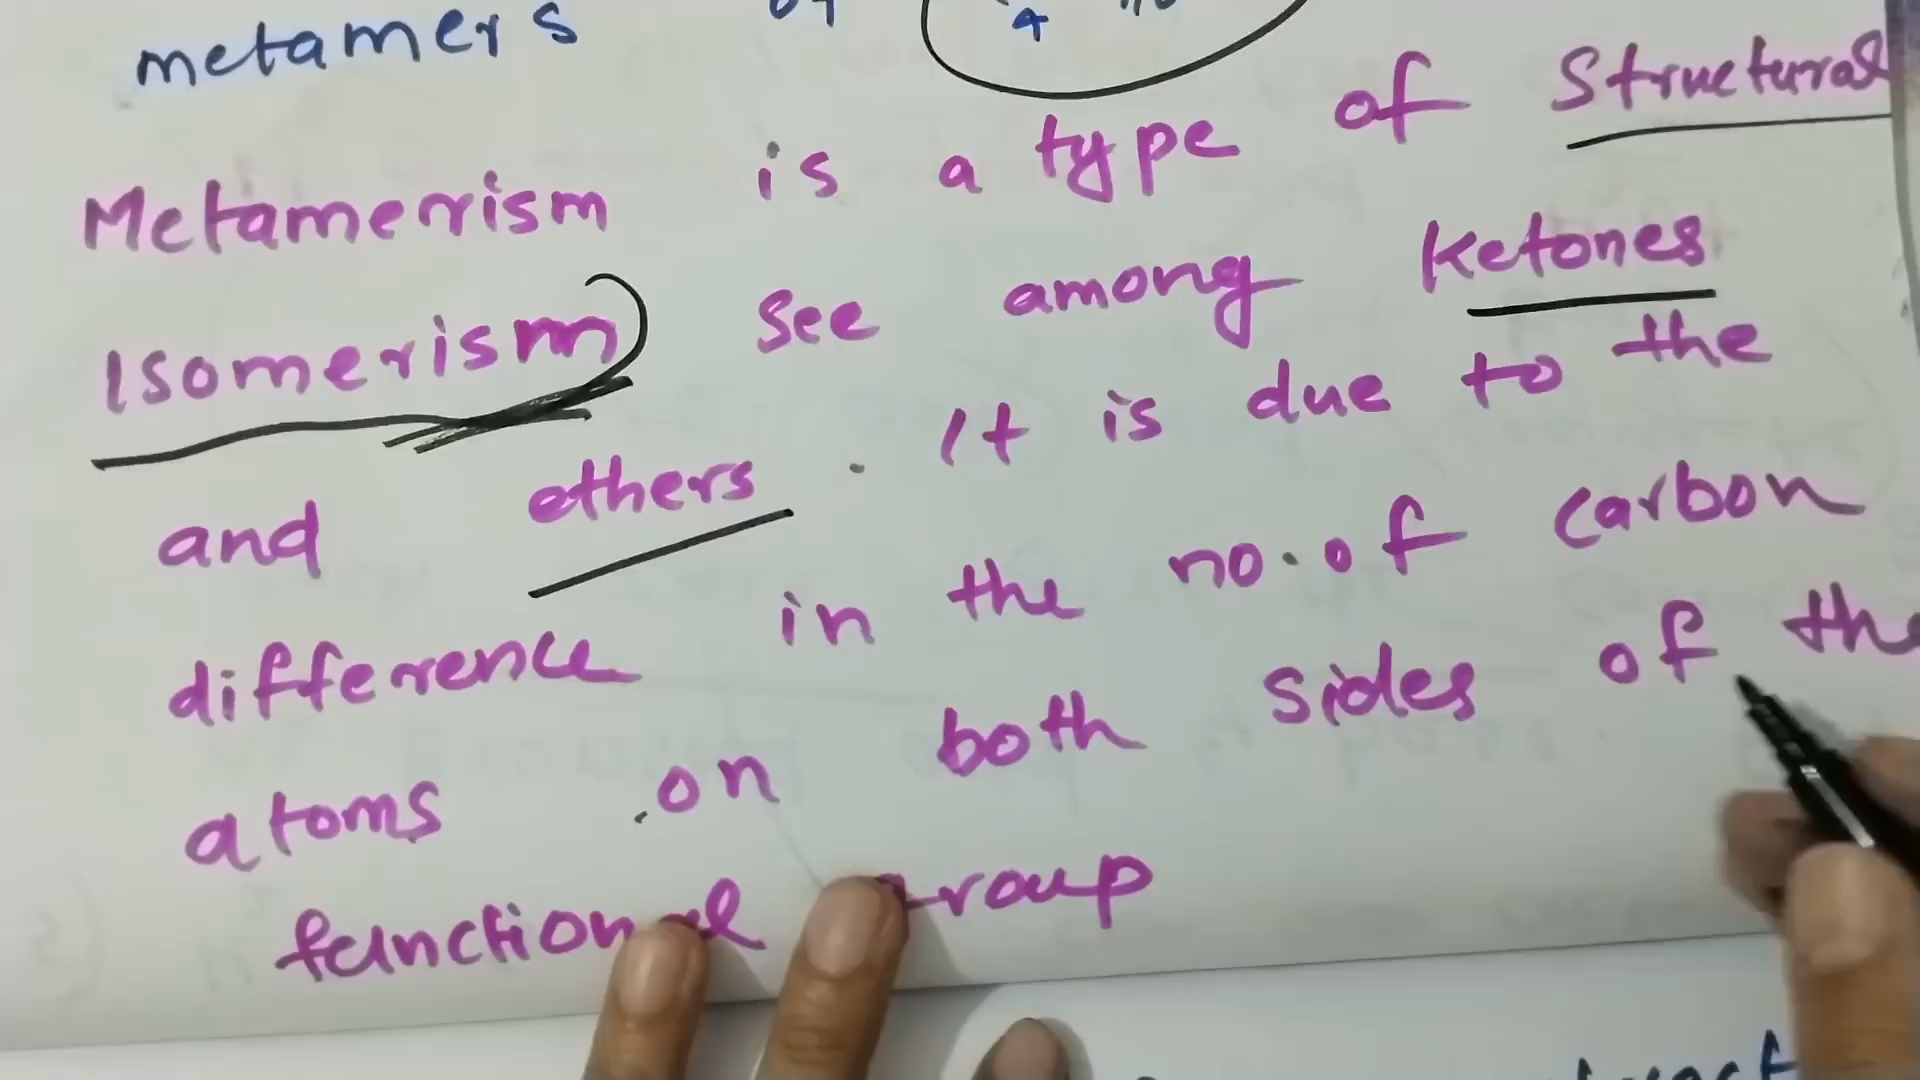 metamers
Metamerism is a type of Structural
Isomerism See among ketones
and others. It is due to the
difference in the no. of carbon
atoms on both sides of the
functional group